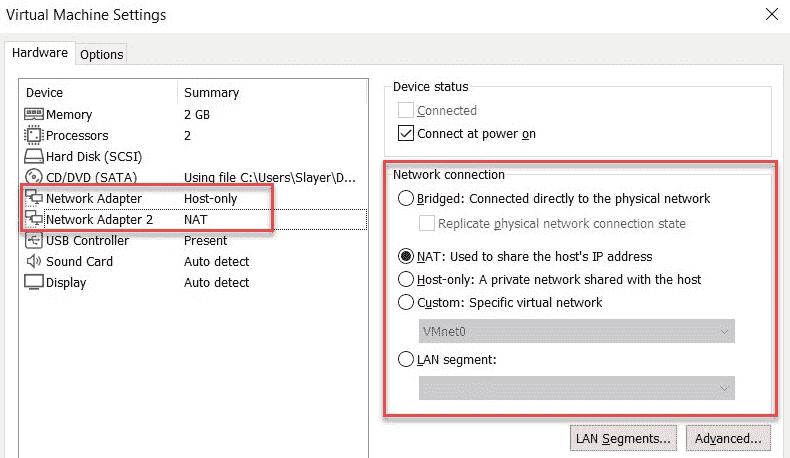 Virtual Machine Settings
Hardware Options
Device Summary
Memory 2 GB
Processors 2
Hard Disk (SCSI)
CD/DVD (SATA) Using file C:\Users\Slayer\D...
Network Adapter Host-only
Network Adapter 2 NAT
USB Controller Present
Sound Card Auto detect
Display Auto detect
Device status
Connected
Connect at power on
Network connection
Bridged: Connected directly to the physical network
Replicate physical network connection state
NAT: Used to share the host's IP address
Host-only: A private network shared with the host
Custom: Specific virtual network
VMnet0
LAN segment:
LAN Segments... Advanced...